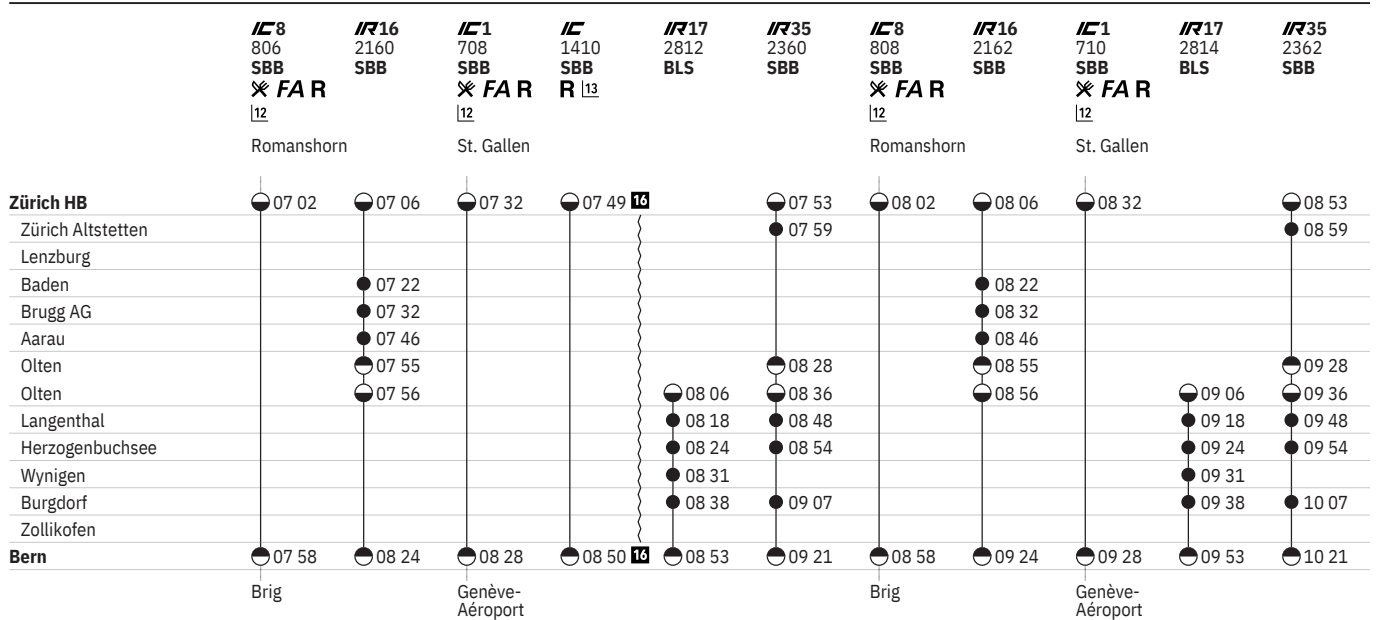 IC8 IR16 IC1 IC IR17 IR35 IC8 IR16 IC1 IR17 IR35
806 2160 708 1410 2812 2360 808 2162 710 2814 2362
SBB SBB SBB SBB BLS SBB SBB SBB SBB BLS SBB
FA R FA R R 13 FA R FA R
12 12 12 12
Romanshorn St. Gallen Romanshorn St. Gallen
Zürich HB 07 02 07 06 07 32 07 49 16 07 53 08 02 08 06 08 32 08 53
Zürich Altstetten 07 59 08 59
Lenzburg
Baden 07 22 08 22
Brugg AG 07 32 08 32
Aarau 07 46 08 46
Olten 07 55 08 28 08 55 09 28
Olten 07 56 08 06 08 36 08 56 09 06 09 36
Langenthal 08 18 08 48 09 18 09 48
Herzogenbuchsee 08 24 08 54 09 24 09 54
Wynigen 08 31 09 31
Burgdorf 08 38 09 07 09 38 10 07
Zollikofen
Bern 07 58 08 24 08 28 08 50 16 08 53 09 21 08 58 09 24 09 28 09 53 10 21
Brig Genève- Brig Genève-
Aéroport Aéroport